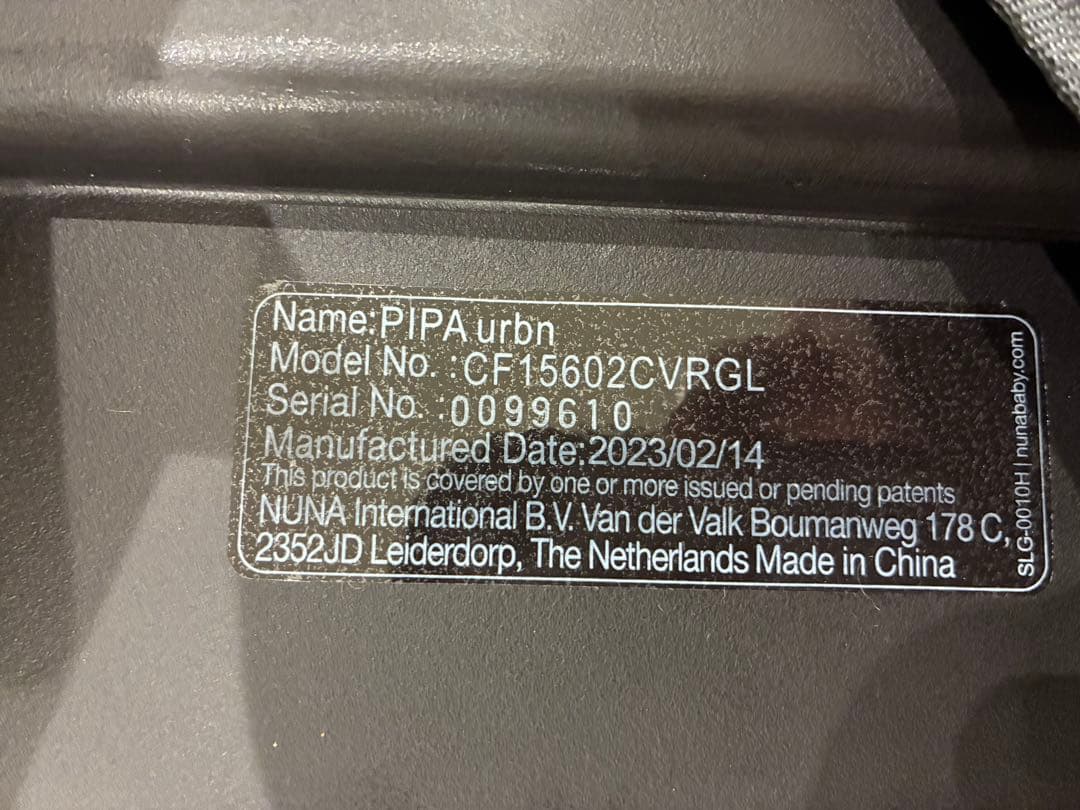 Name:PIPA urbn
Model No. :CF15602CVRGL
Serial No. :0099610
Manufactured Date:2023/02/14
This product is covered by one or more issued or pending patents
NUNA International B.V. Van der Valk Boumanweg 178 C,
2352JD Leiderdorp, The Netherlands Made in China
SLG-0010H | nunababy.com